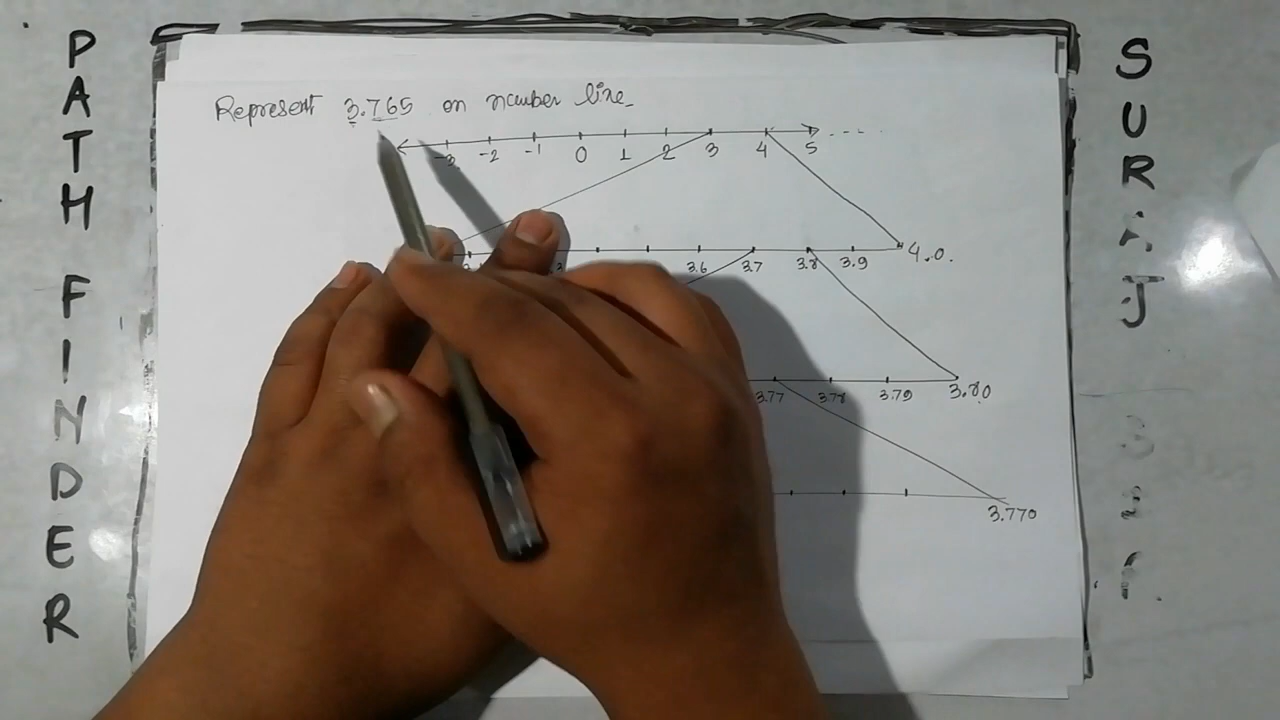 PATH FINDER
Represent 3.765 on number line
-3 -2 -1 0 1 2 3 4 5 ....
3.6 3.7 3.8 3.9 4.0.
3.77 3.78 3.79 3.80
3.770
SURAJ